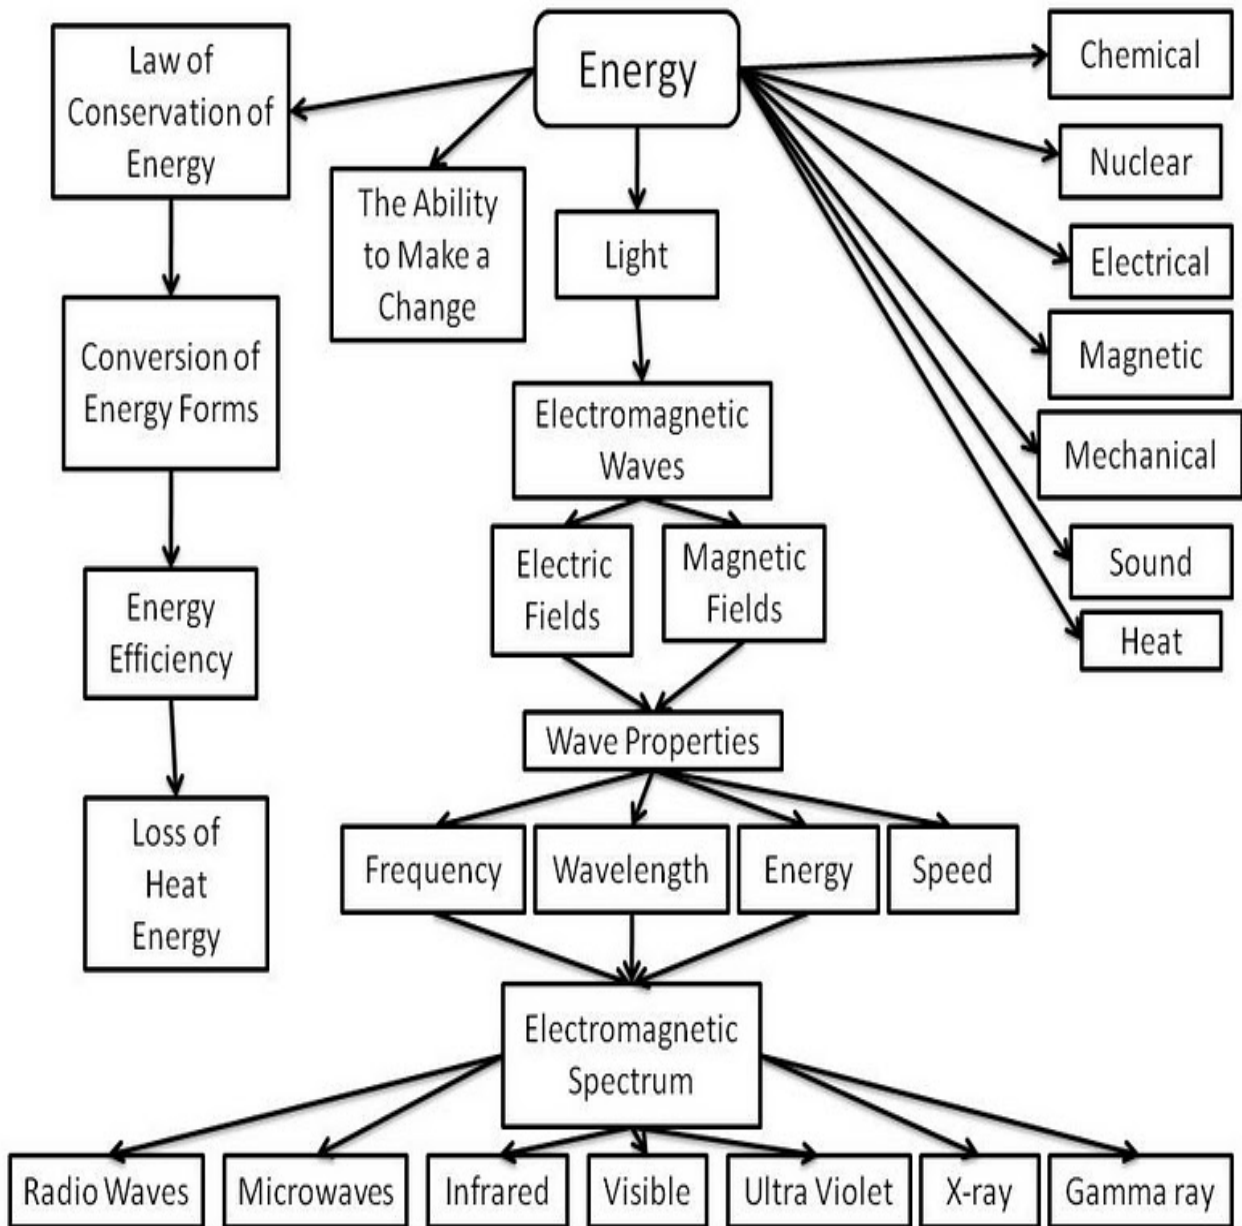 Energy
Law of
Conservation of
Energy
The Ability
to Make a
Change
Light
Chemical
Nuclear
Electrical
Magnetic
Mechanical
Sound
Heat
Conversion of
Energy Forms
Energy
Efficiency
Loss of
Heat
Energy
Electromagnetic
Waves
Electric
Fields
Magnetic
Fields
Wave Properties
Frequency
Wavelength
Energy
Speed
Electromagnetic
Spectrum
Radio Waves
Microwaves
Infrared
Visible
Ultra Violet
X-ray
Gamma ray